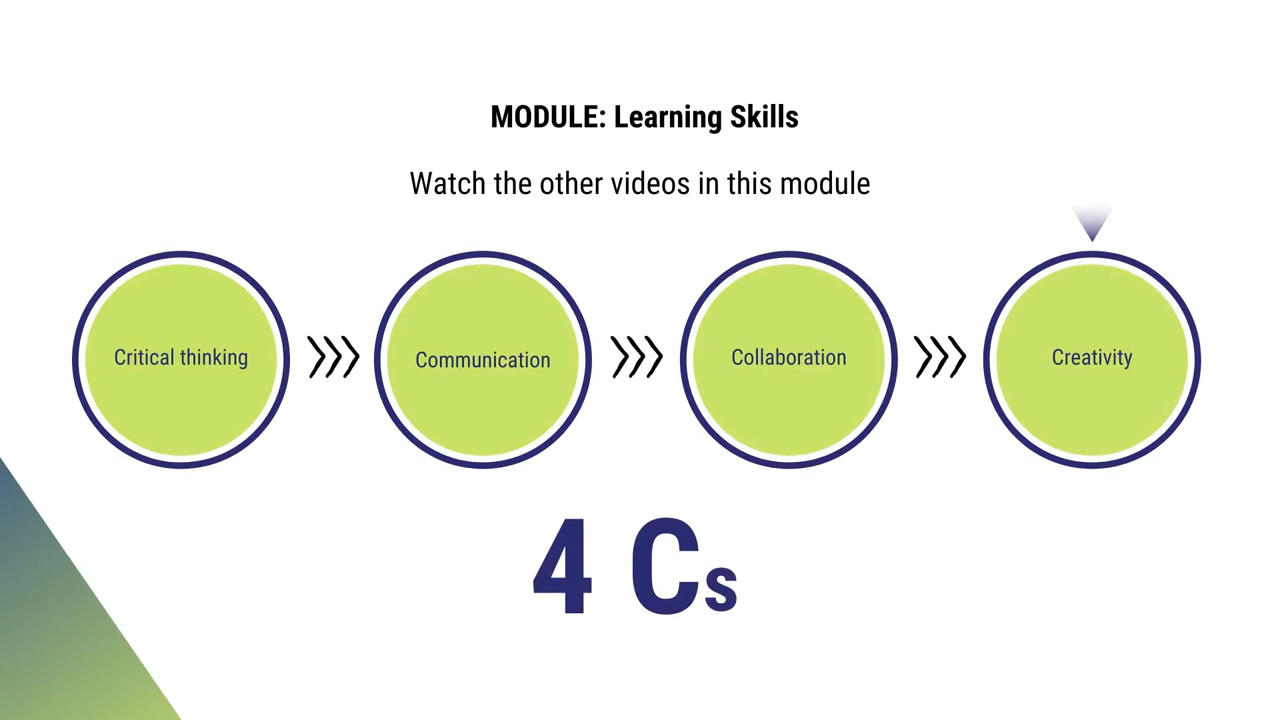 MODULE: Learning Skills
Watch the other videos in this module
Critical thinking
Communication
Collaboration
Creativity
4 Cs